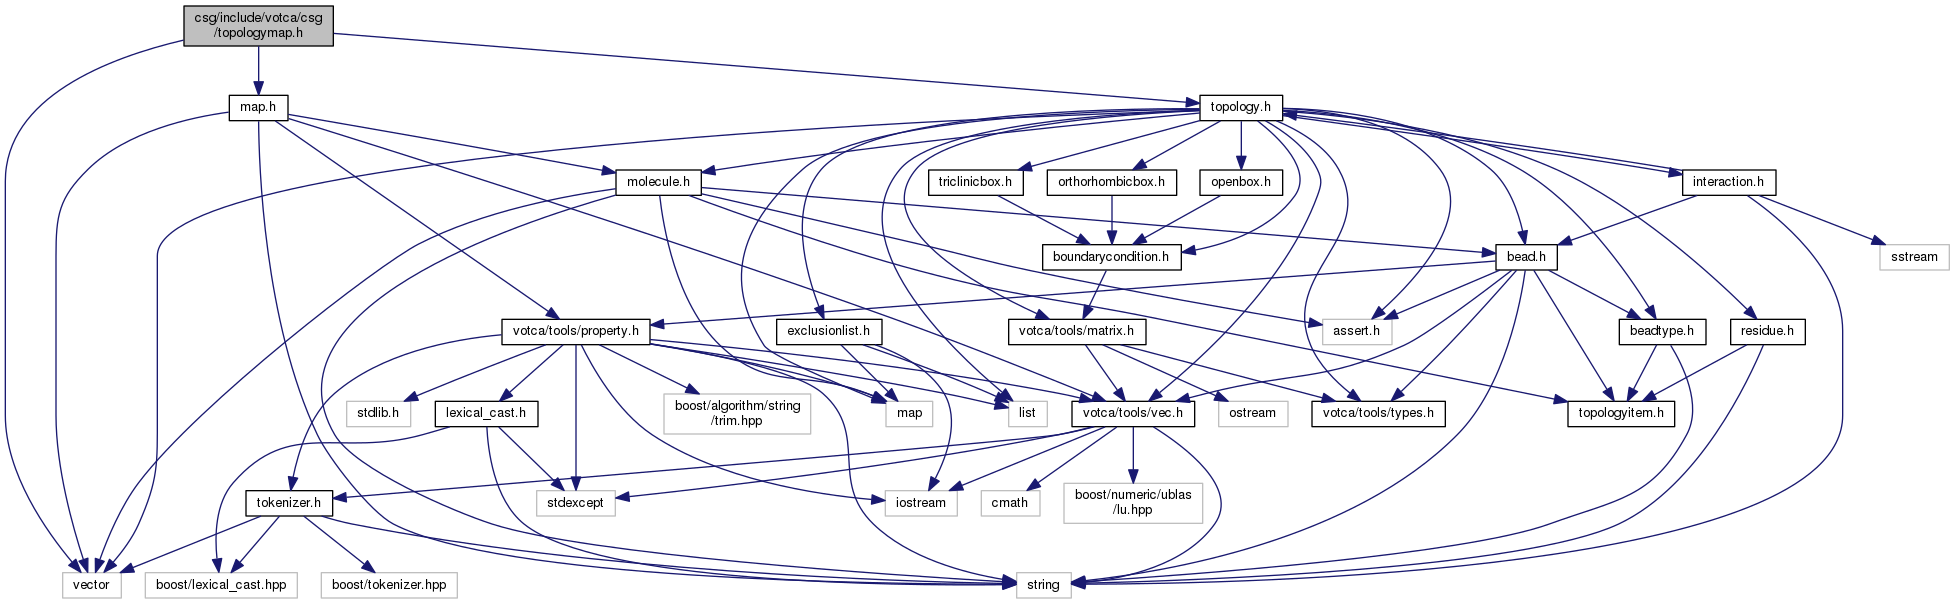 csg/include/votca/csg
/topologymap.h
map.h
topology.h
molecule.h
triclinicbox.h
orthorhombicbox.h
openbox.h
interaction.h
boundarycondition.h
bead.h
sstream
votca/tools/property.h
exclusionlist.h
votca/tools/matrix.h
assert.h
beadtype.h
residue.h
stdlib.h
lexical_cast.h
boost/algorithm/string
/trim.hpp
map
list
votca/tools/vec.h
ostream
votca/tools/types.h
topologyitem.h
tokenizer.h
stdexcept
iostream
cmath
boost/numeric/ublas
/lu.hpp
vector
boost/lexical_cast.hpp
boost/tokenizer.hpp
string